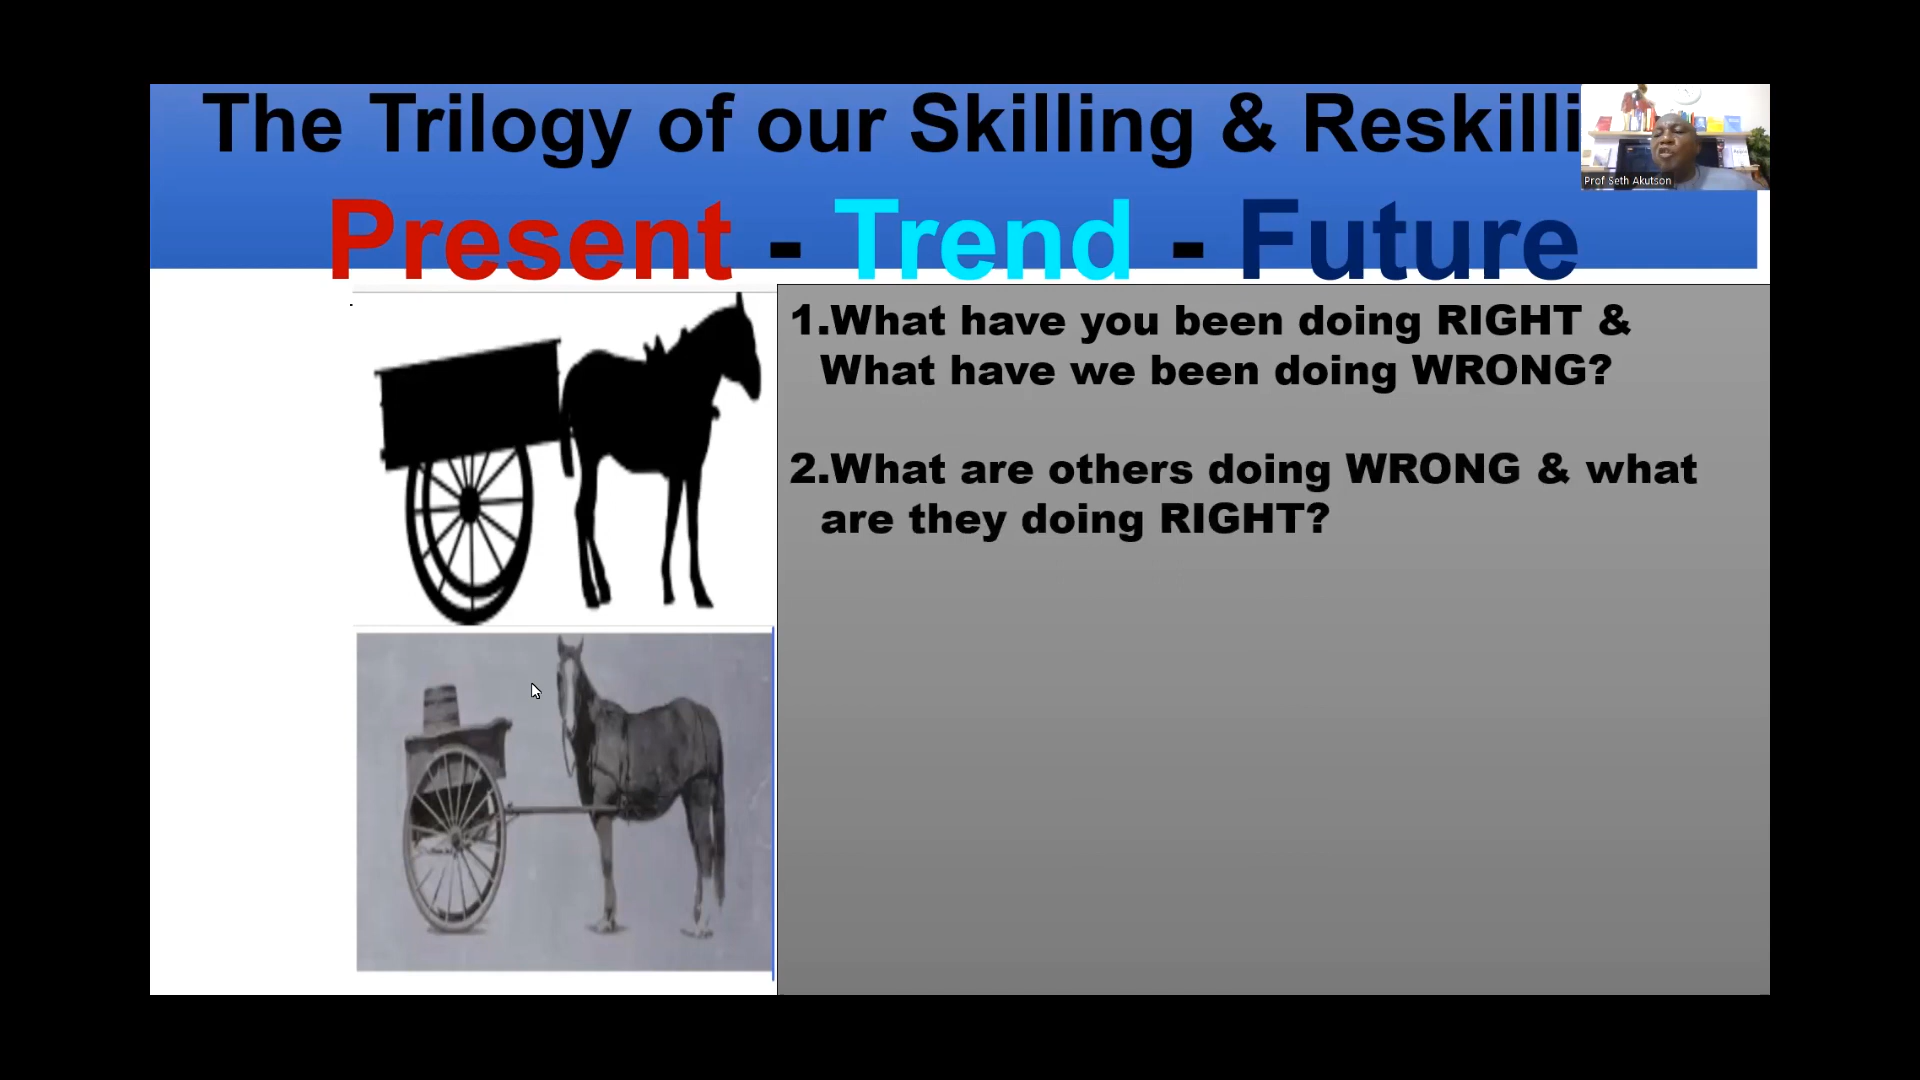 The Trilogy of our Skilling & Reskilli
Present - Trend - Future
Prof Seth Akutson
1.What have you been doing RIGHT &
What have we been doing WRONG?
2.What are others doing WRONG & what
are they doing RIGHT?